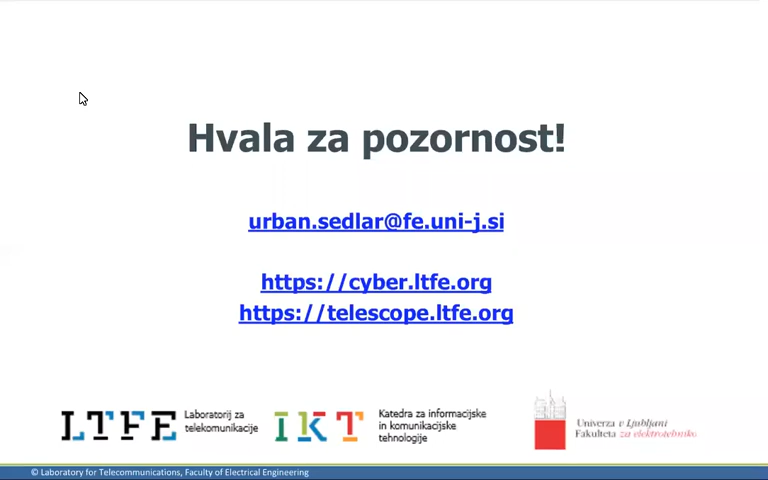 Hvala za pozornost!
urban.sedlar@fe.uni-j.si
https://cyber.ltfe.org
https://telescope.ltfe.org
LTFE
Laboratorij za
telekomunikacije
IKT
Katedra za informacijske
in komunikacijske
tehnologije
Univerza v Ljubljani
Fakulteta za elektrotehniko
© Laboratory for Telecommunications, Faculty of Electrical Engineering